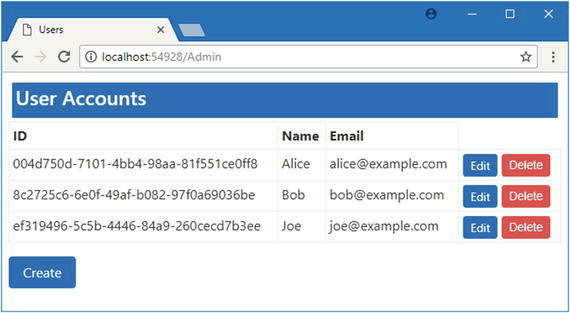 Users
localhost:54928/Admin
User Accounts
ID Name Email
004d750d-7101-4bb4-98aa-81f551ce0ff8 Alice alice@example.com Edit Delete
8c2725c6-6e0f-49af-b082-97f0a69036be Bob bob@example.com Edit Delete
ef319496-5c5b-4446-84a9-260cecd7b3ee Joe joe@example.com Edit Delete
Create